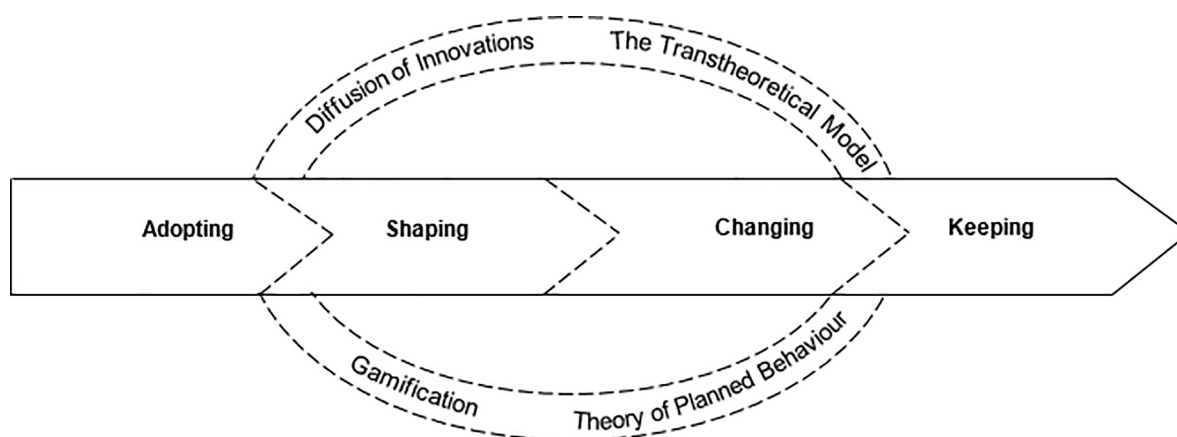 Diffusion of Innovations
The Transtheoretical Model
Adopting
Shaping
Changing
Keeping
Gamification
Theory of Planned Behaviour